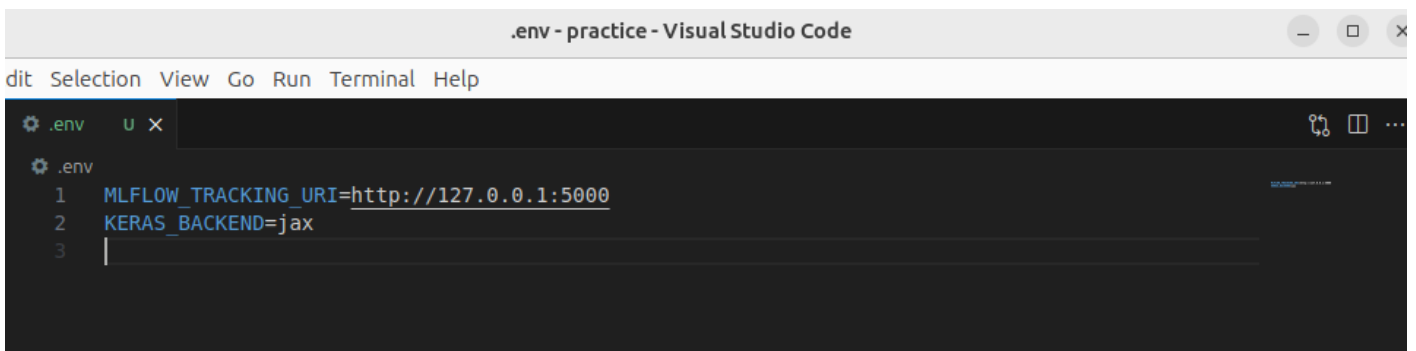 .env - practice - Visual Studio Code
dit Selection View Go Run Terminal Help
.env U
.env
1 MLFLOW_TRACKING_URI=http://127.0.0.1:5000
2 KERAS_BACKEND=jax
3